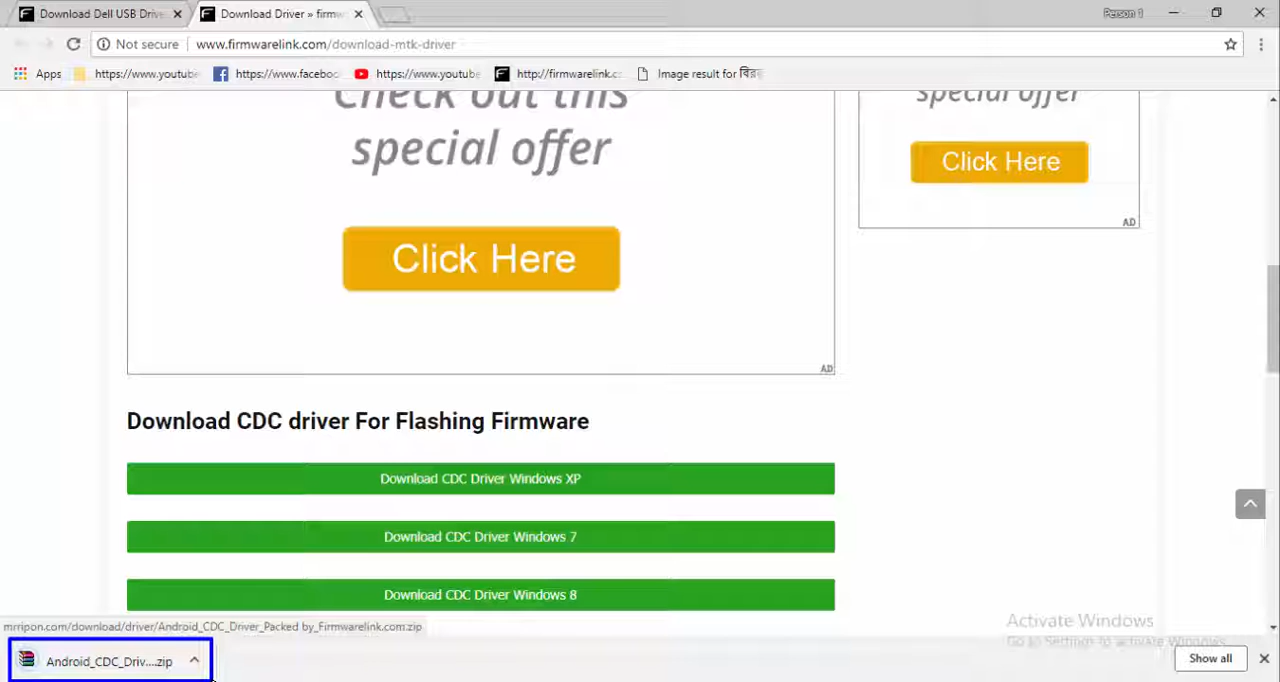 Download Dell USB Drive
Download Driver » firmw
Person 1
Not secure
www.firmwarelink.com/download-mtk-driver
Apps
https://www.youtube
https://www.faceboo
https://www.youtube
http://firmwarelink.c
Image result for
Check out this
special offer
Click Here
AD
special offer
Click Here
AD
Download CDC driver For Flashing Firmware
Download CDC Driver Windows XP
Download CDC Driver Windows 7
Download CDC Driver Windows 8
Activate Windows
Go to Settings to activate Windows.
mrripon.com/download/driver/Android_CDC_Driver_Packed by_Firmwarelink.com.zip
Android_CDC_Driv....zip
Show all